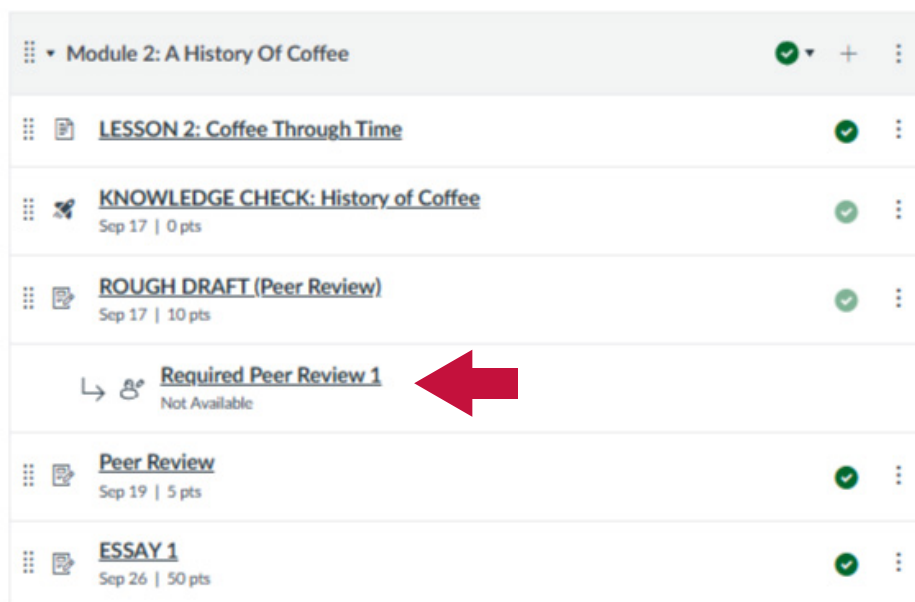 Module 2: A History Of Coffee
LESSON 2: Coffee Through Time
KNOWLEDGE CHECK: History of Coffee
Sep 17 | 0 pts
ROUGH DRAFT (Peer Review)
Sep 17 | 10 pts
Required Peer Review 1
Not Available
Peer Review
Sep 19 | 5 pts
ESSAY 1
Sep 26 | 50 pts